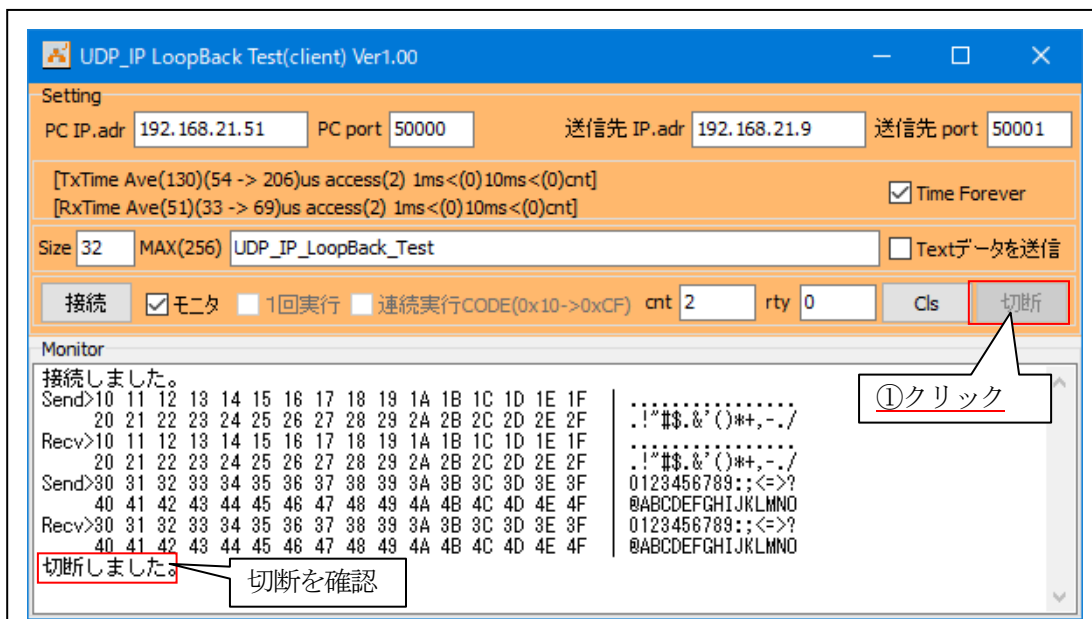 UDP_IP LoopBack Test(client) Ver1.00
Setting
PC IP.adr 192.168.21.51 PC port 50000 送信先 IP.adr 192.168.21.9 送信先 port 50001
[TxTime Ave(130)(54 -> 206)us access(2) 1ms<(0)10ms<(0)cnt]
[RxTime Ave(51)(33 -> 69)us access(2) 1ms<(0)10ms<(0)cnt]
Time Forever
Size 32 MAX(256) UDP_IP_LoopBack_Test Textデータを送信
接続 モニタ 1回実行 連続実行CODE(0x10->0xCF) cnt 2 rty 0 Cls 切断
Monitor
①クリック
接続しました。
Send>10 11 12 13 14 15 16 17 18 19 1A 1B 1C 1D 1E 1F | ................
20 21 22 23 24 25 26 27 28 29 2A 2B 2C 2D 2E 2F | .!"#$.&'()*+,-./
Recv>10 11 12 13 14 15 16 17 18 19 1A 1B 1C 1D 1E 1F | ................
20 21 22 23 24 25 26 27 28 29 2A 2B 2C 2D 2E 2F | .!"#$.&'()*+,-./
Send>30 31 32 33 34 35 36 37 38 39 3A 3B 3C 3D 3E 3F | 0123456789:;<=>?
40 41 42 43 44 45 46 47 48 49 4A 4B 4C 4D 4E 4F | @ABCDEFGHIJKLMNO
Recv>30 31 32 33 34 35 36 37 38 39 3A 3B 3C 3D 3E 3F | 0123456789:;<=>?
40 41 42 43 44 45 46 47 48 49 4A 4B 4C 4D 4E 4F | @ABCDEFGHIJKLMNO
切断しました。
切断を確認